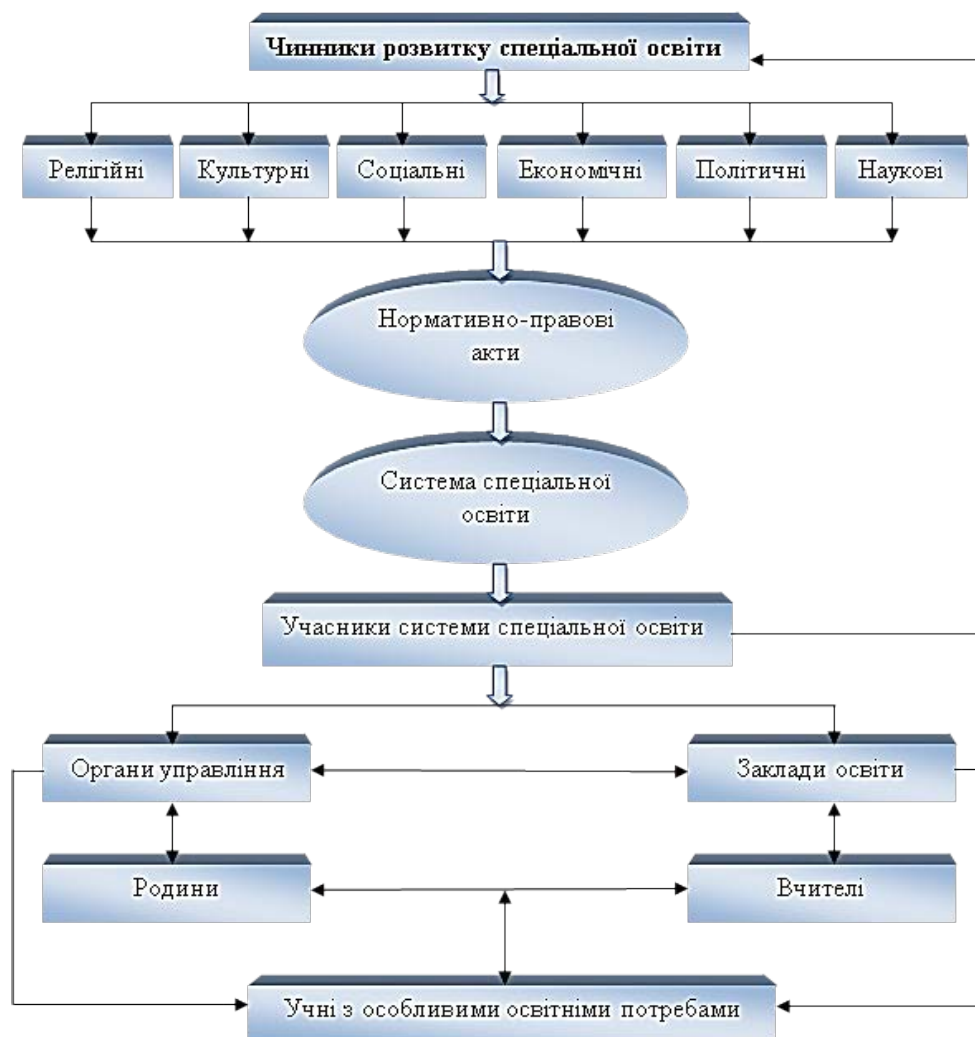 Чинники розвитку спеціальної освіти
Релігійні
Культурні
Соціальні
Економічні
Політичні
Наукові
Нормативно-правові
акти
Система спеціальної
освіти
Учасники системи спеціальної освіти
Органи управління
Заклади освіти
Родини
Вчителі
Учні з особливими освітніми потребами